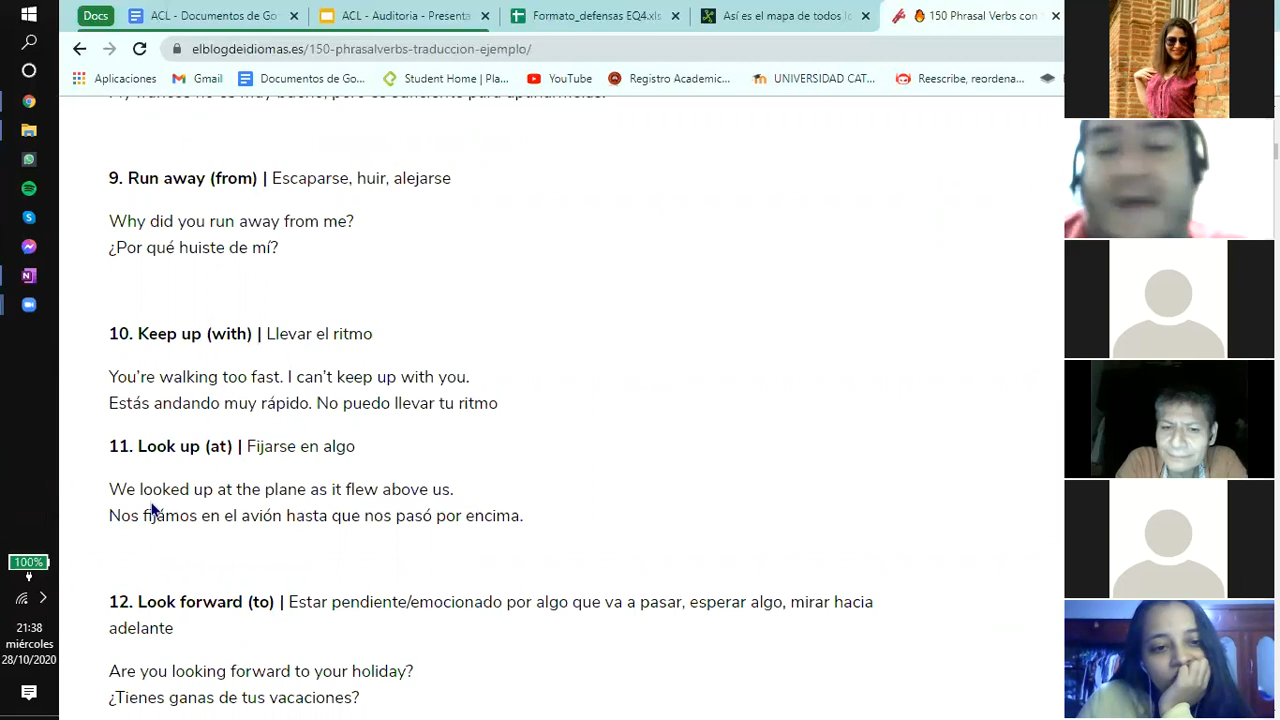 Docs
ACL - Documentos de Go
ACL - Auditoria - Presenta
Formato_defensas EQ4.xls
Así es el mapa de todos
150 Phrasal Verbs con
elblogdeidiomas.es/150-phrasalverbs-traduccion-ejemplo/
Aplicaciones
Gmail
Documentos de Go...
Student Home | Pla...
YouTube
Registro Academic...
VERSIDAD CAT...
Reescribe, reordena...
9. Run away (from) | Escaparse, huir, alejarse
Why did you run away from me?
¿Por qué huiste de mí?
10. Keep up (with) | Llevar el ritmo
You're walking too fast. I can't keep up with you.
Estás andando muy rápido. No puedo llevar tu ritmo
11. Look up (at) | Fijarse en algo
We looked up at the plane as it flew above us.
Nos fijamos en el avión hasta que nos pasó por encima.
12. Look forward (to) | Estar pendiente/emocionado por algo que va a pasar, esperar algo, mirar hacia
adelante
Are you looking forward to your holiday?
¿Tienes ganas de tus vacaciones?
100%
21:38
miércoles
28/10/2020